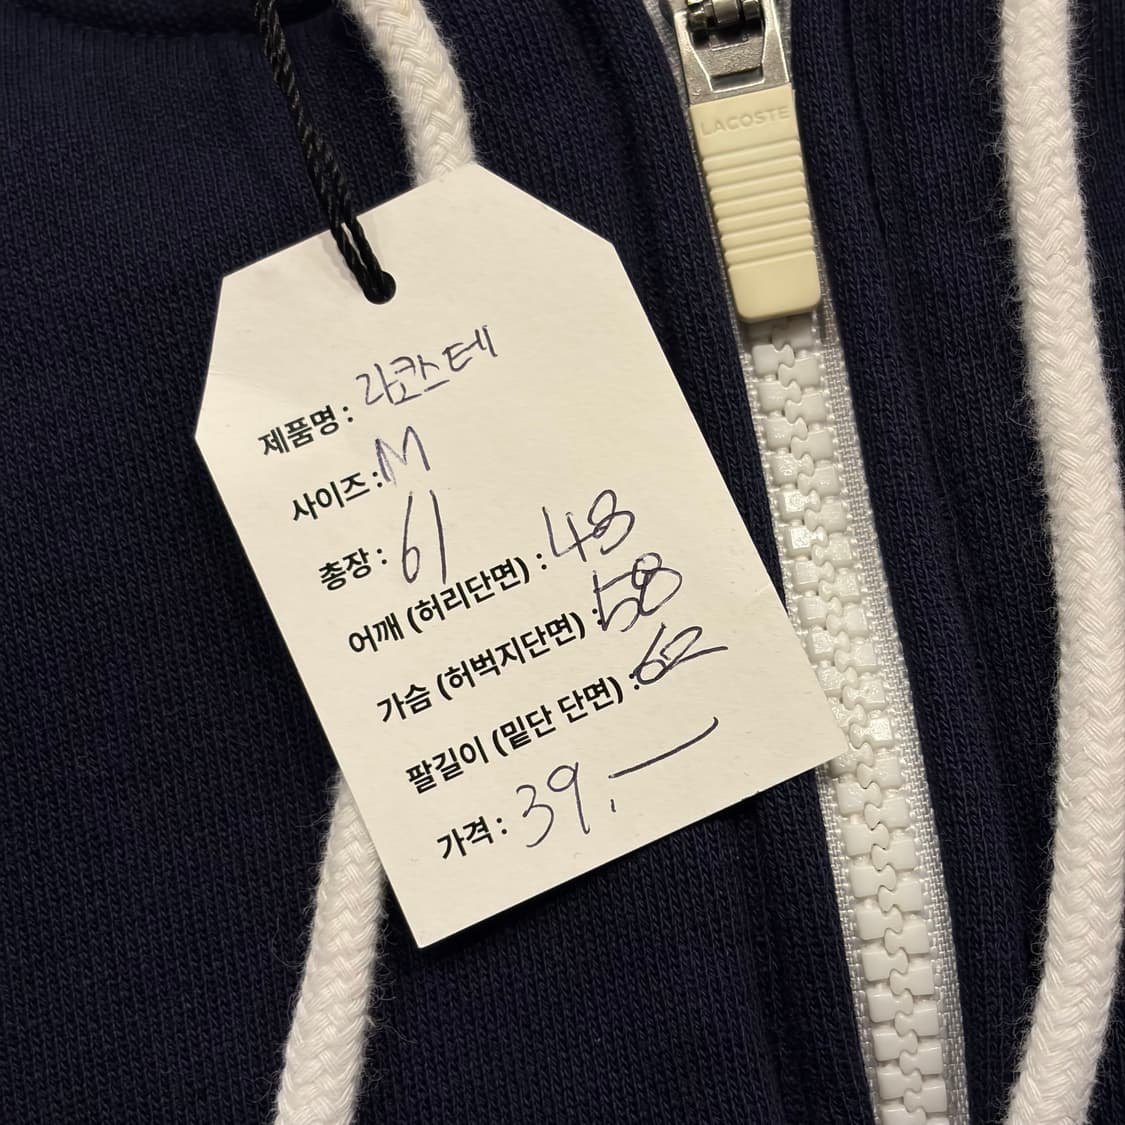 LACOSTE
제품명 : 라코스테
사이즈 : M
총장 : 61
어깨 (허리단면) : 48
가슴 (허벅지단면) : 58
팔길이 (밑단 단면) : 62
가격 : 39.—